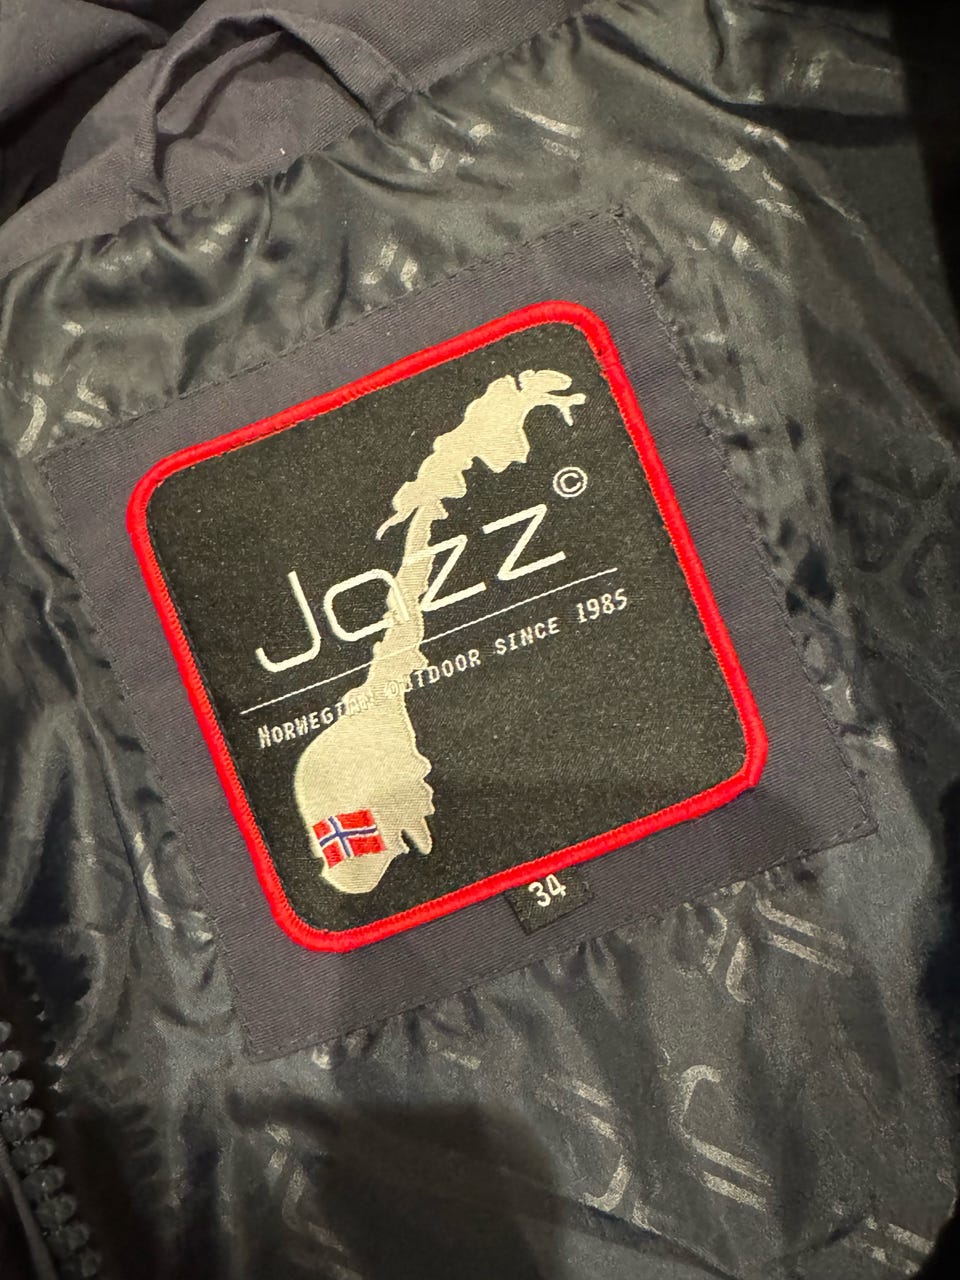 Jazz ©
NORWEGIAN OUTDOOR SINCE 1985
34